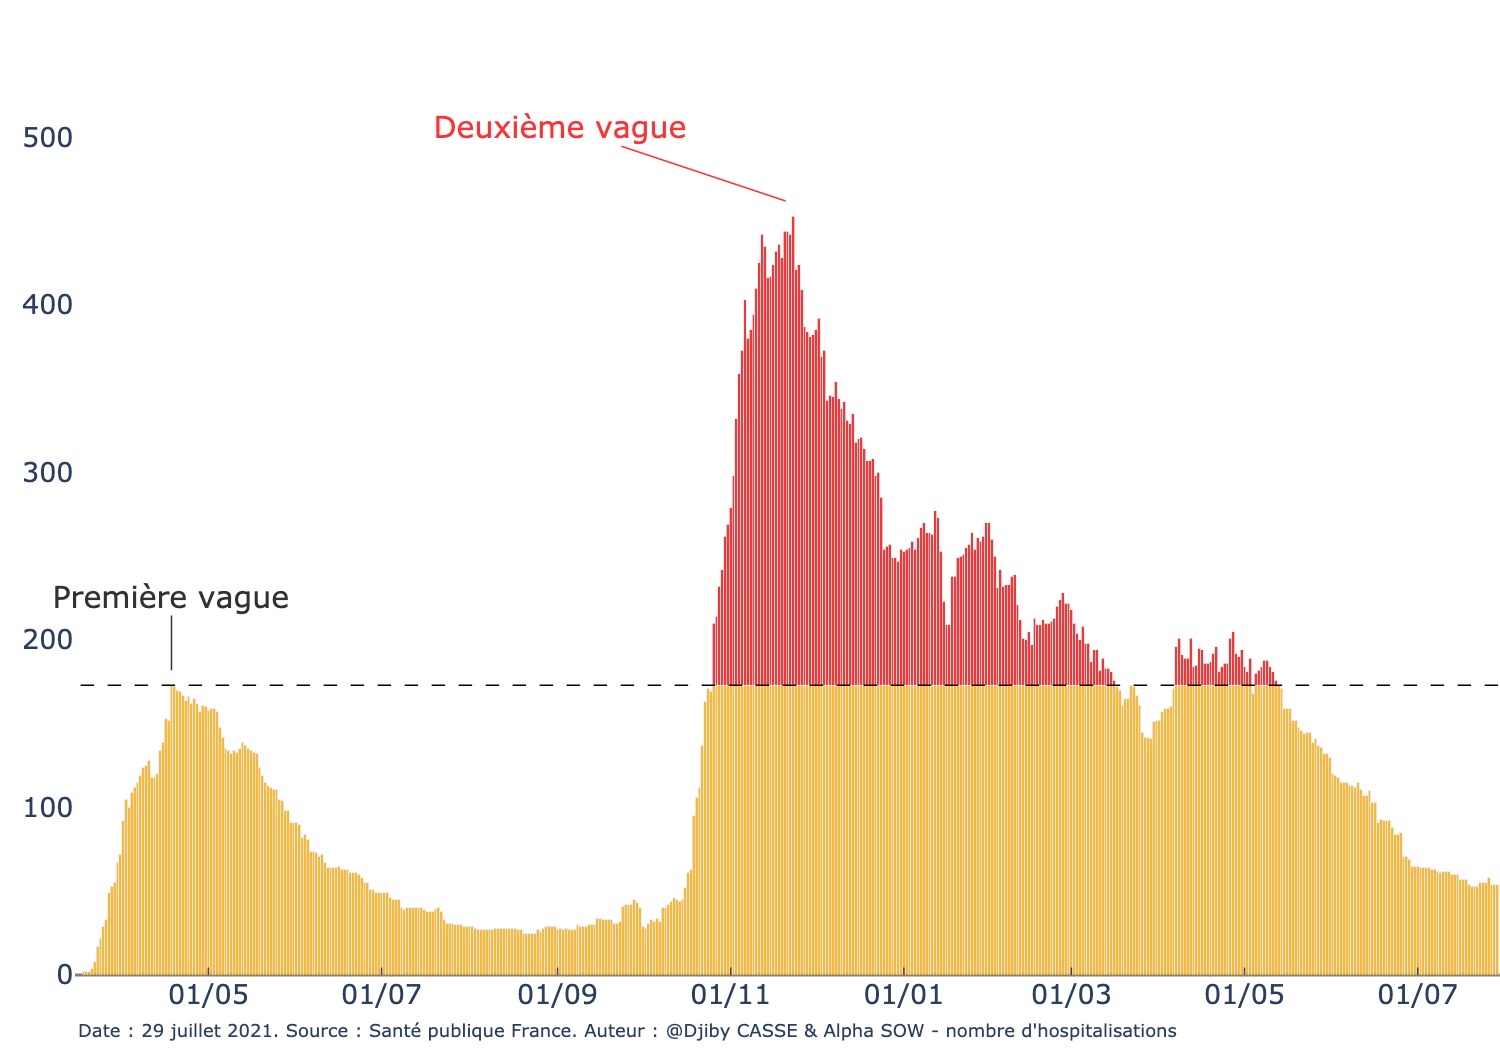 500
Deuxième vague
400
300
200
Première vague
100
0
01/05 01/07 01/09 01/11 01/01 01/03 01/05 01/07
Date : 29 juillet 2021. Source : Santé publique France. Auteur : @Djiby CASSE & Alpha SOW - nombre d'hospitalisations